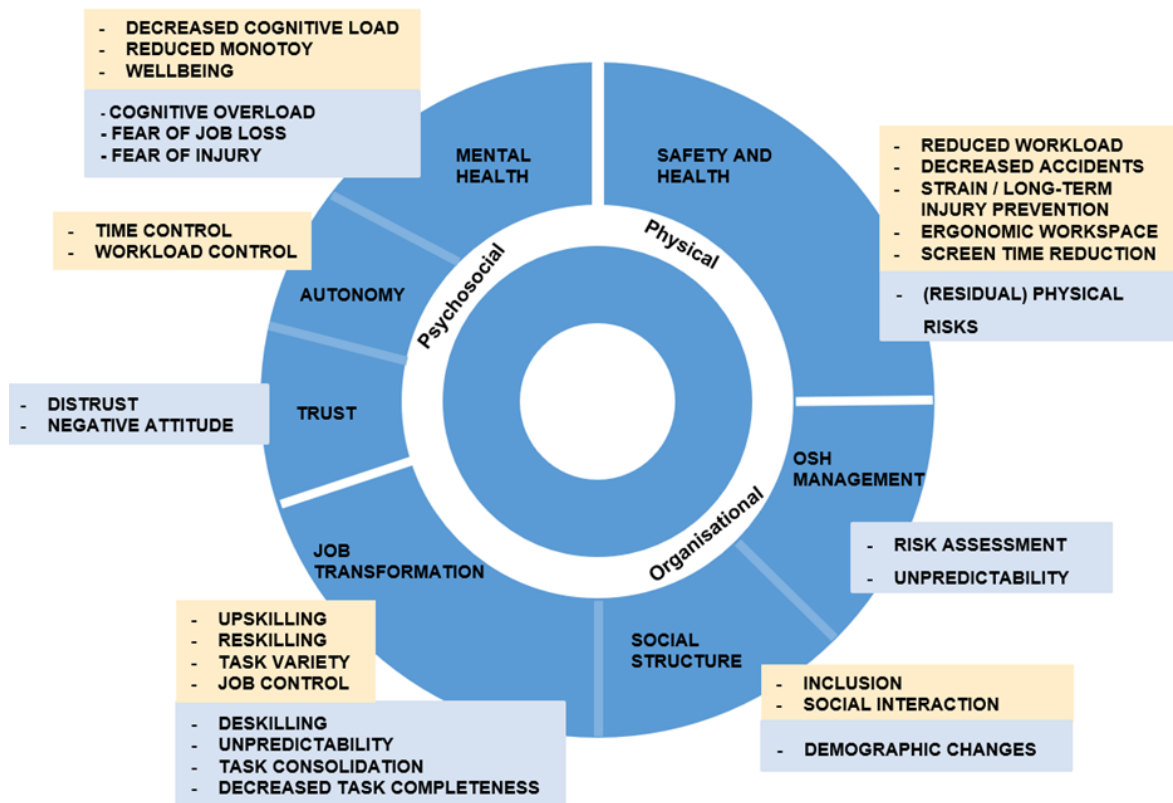 - DECREASED COGNITIVE LOAD
- REDUCED MONOTOY
- WELLBEING
- COGNITIVE OVERLOAD
- FEAR OF JOB LOSS
- FEAR OF INJURY
MENTAL
HEALTH
SAFETY AND
HEALTH
- REDUCED WORKLOAD
- DECREASED ACCIDENTS
- STRAIN / LONG-TERM
INJURY PREVENTION
- ERGONOMIC WORKSPACE
- SCREEN TIME REDUCTION
- (RESIDUAL) PHYSICAL
RISKS
- TIME CONTROL
- WORKLOAD CONTROL
AUTONOMY
Psychosocial
Physical
Organisational
- DISTRUST
- NEGATIVE ATTITUDE
TRUST
OSH
MANAGEMENT
- RISK ASSESSMENT
- UNPREDICTABILITY
JOB
TRANSFORMATION
- UPSKILLING
- RESKILLING
- TASK VARIETY
- JOB CONTROL
- DESKILLING
- UNPREDICTABILITY
- TASK CONSOLIDATION
- DECREASED TASK COMPLETENESS
SOCIAL
STRUCTURE
- INCLUSION
- SOCIAL INTERACTION
- DEMOGRAPHIC CHANGES